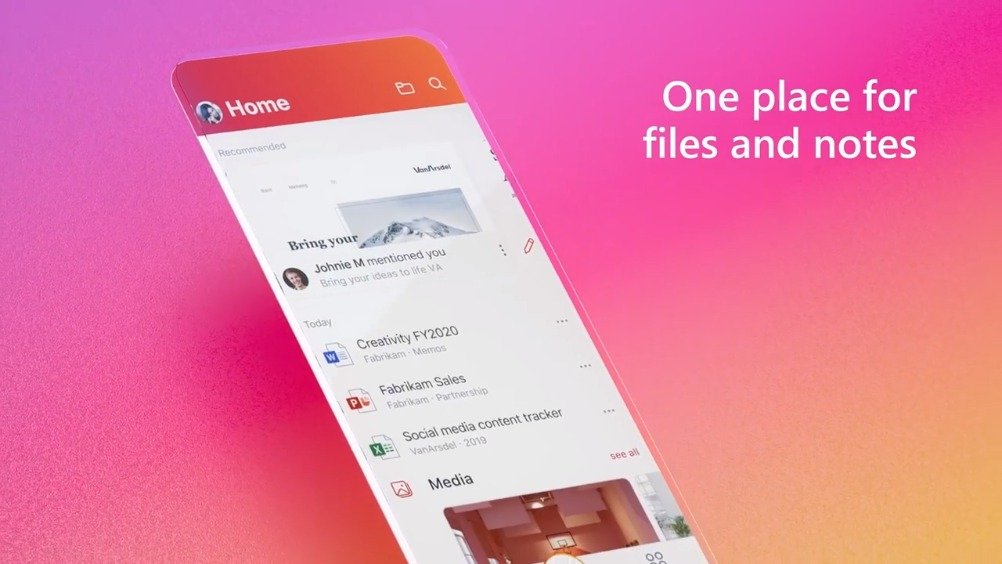 One place for
files and notes
Home
Recommended
VanArsdel
Bring your
Johnie M mentioned you
Bring your ideas to life VA
Today
W
Creativity FY2020
Fabrikam · Memos
P
Fabrikam Sales
Fabrikam · Partnership
X
Social media content tracker
VanArsdel · 2019
see all
Media